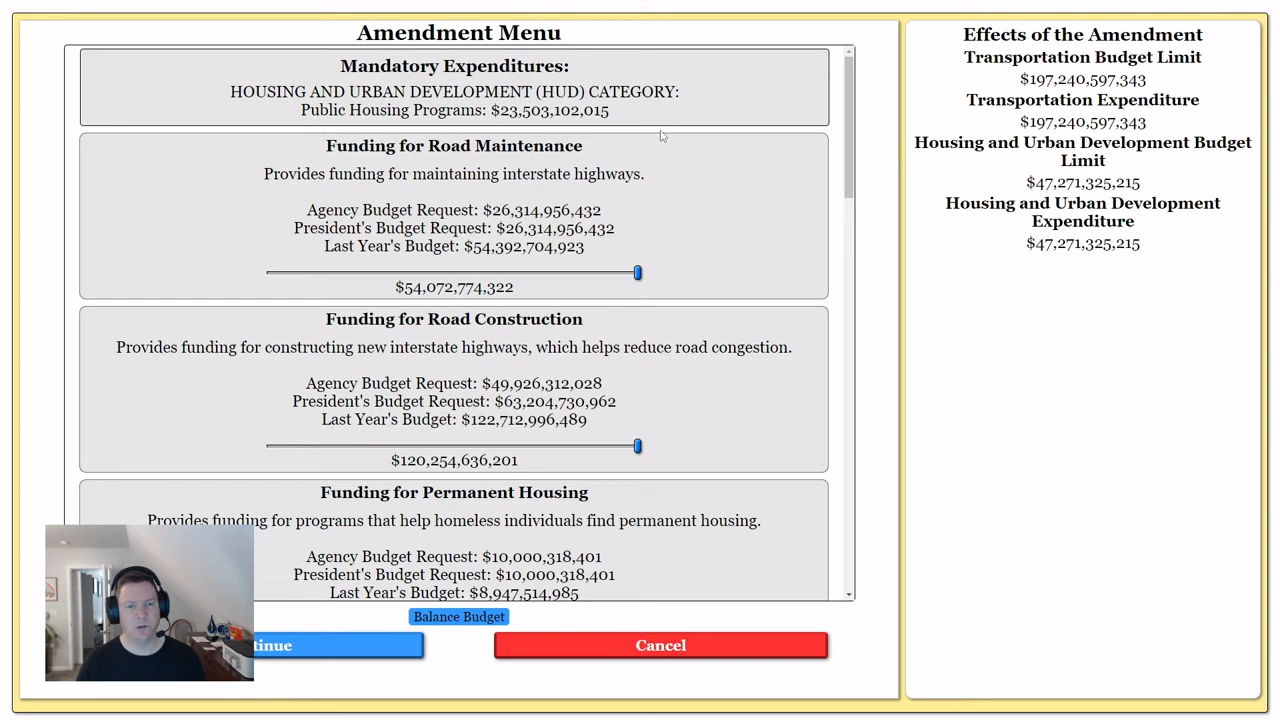 Amendment Menu
Mandatory Expenditures:
HOUSING AND URBAN DEVELOPMENT (HUD) CATEGORY:
Public Housing Programs: $23,503,102,015
Funding for Road Maintenance
Provides funding for maintaining interstate highways.
Agency Budget Request: $26,314,956,432
President's Budget Request: $26,314,956,432
Last Year's Budget: $54,392,704,923
$54,072,774,322
Funding for Road Construction
Provides funding for constructing new interstate highways, which helps reduce road congestion.
Agency Budget Request: $49,926,312,028
President's Budget Request: $63,204,730,962
Last Year's Budget: $122,712,996,489
$120,254,636,201
Funding for Permanent Housing
Provides funding for programs that help homeless individuals find permanent housing.
Agency Budget Request: $10,000,318,401
President's Budget Request: $10,000,318,401
Last Year's Budget: $8,947,514,985
Balance Budget
tinue
Cancel
Effects of the Amendment
Transportation Budget Limit
$197,240,597,343
Transportation Expenditure
$197,240,597,343
Housing and Urban Development Budget
Limit
$47,271,325,215
Housing and Urban Development
Expenditure
$47,271,325,215